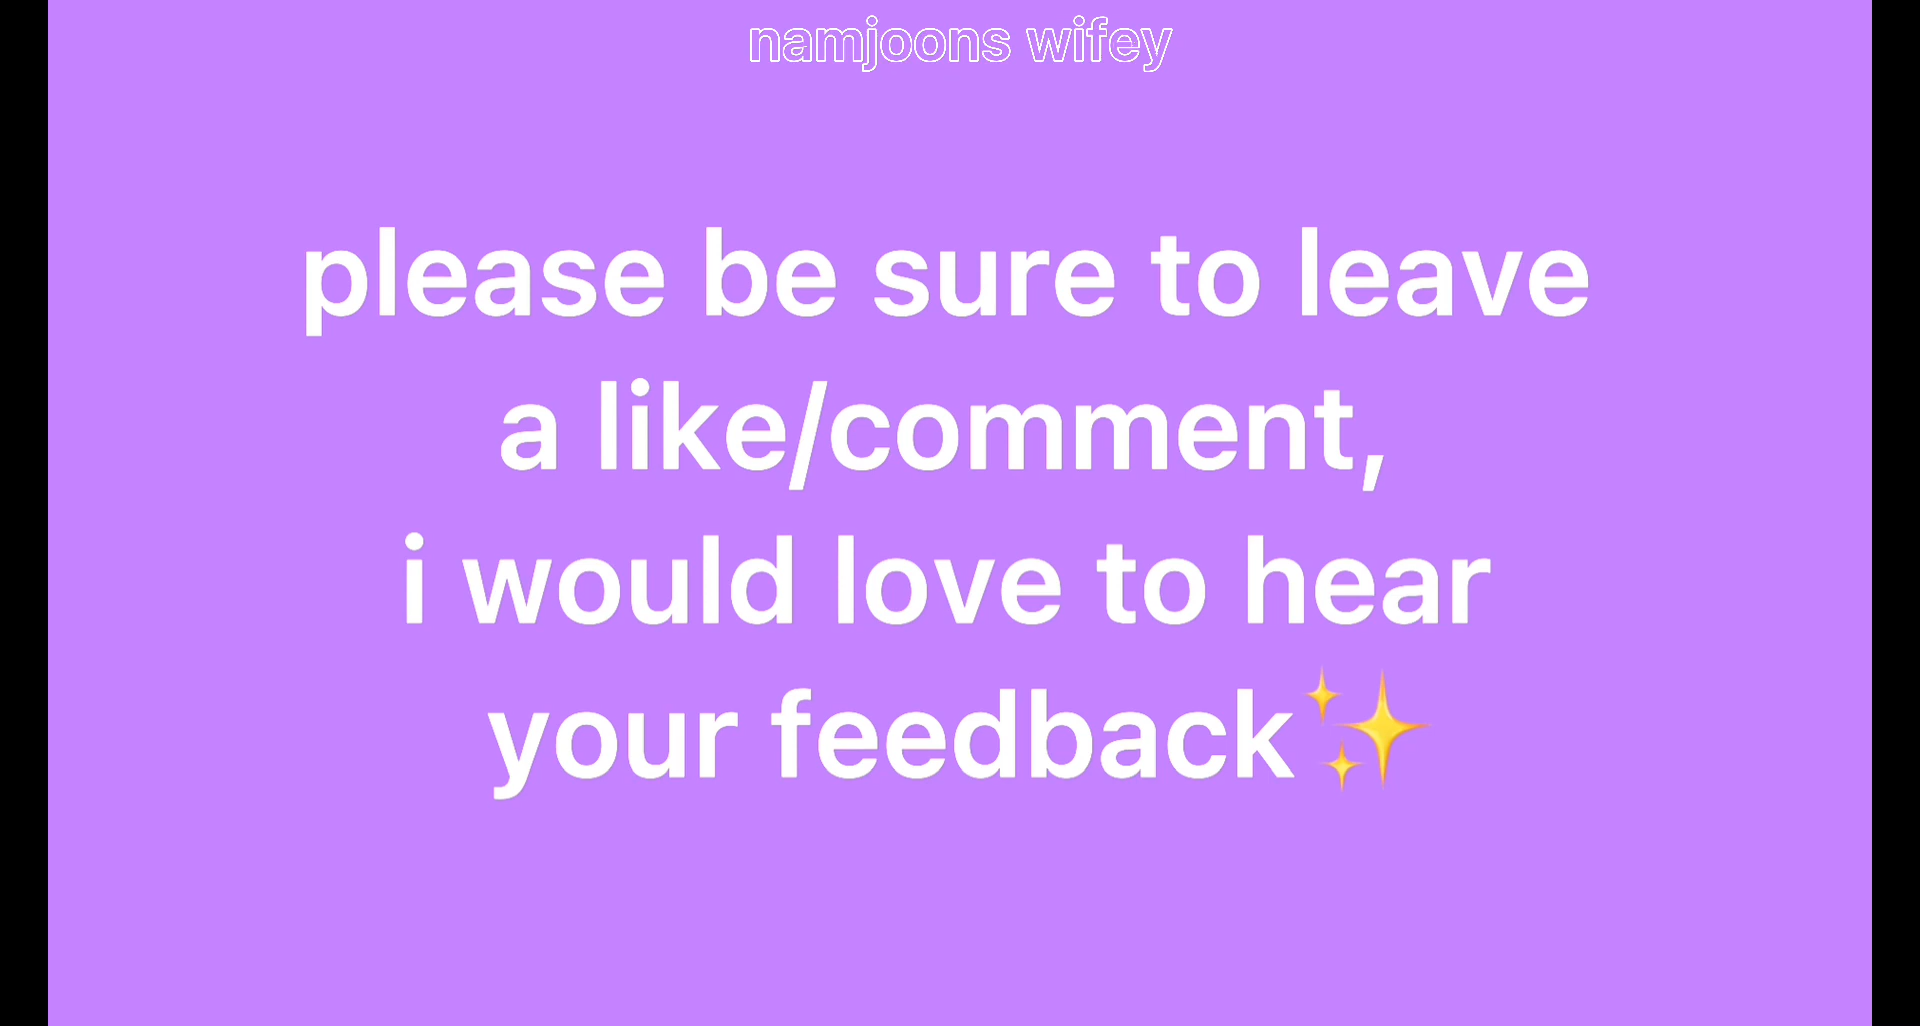 namjoons wifey
please be sure to leave
a like/comment,
i would love to hear
your feedback✨